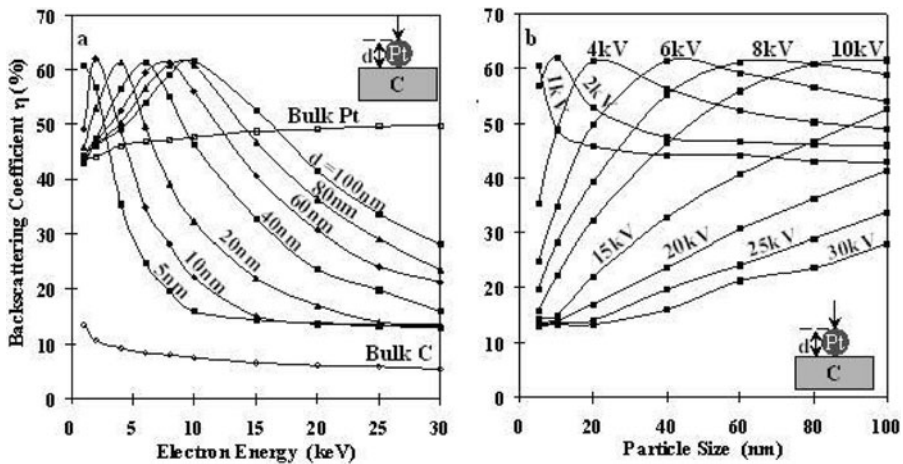 a
b
Backscattering Coefficient η (%)
70
60
50
40
30
20
10
0
0 5 10 15 20 25 30
Electron Energy (keV)
d
Pt
C
Bulk Pt
d =100nm
80nm
60nm
40nm
20nm
10nm
5nm
Bulk C
70
60
50
40
30
20
10
0
0 20 40 60 80 100
Particle Size (nm)
1kV
2kV
4kV
6kV
8kV
10kV
15kV
20kV
25kV
30kV
d
Pt
C